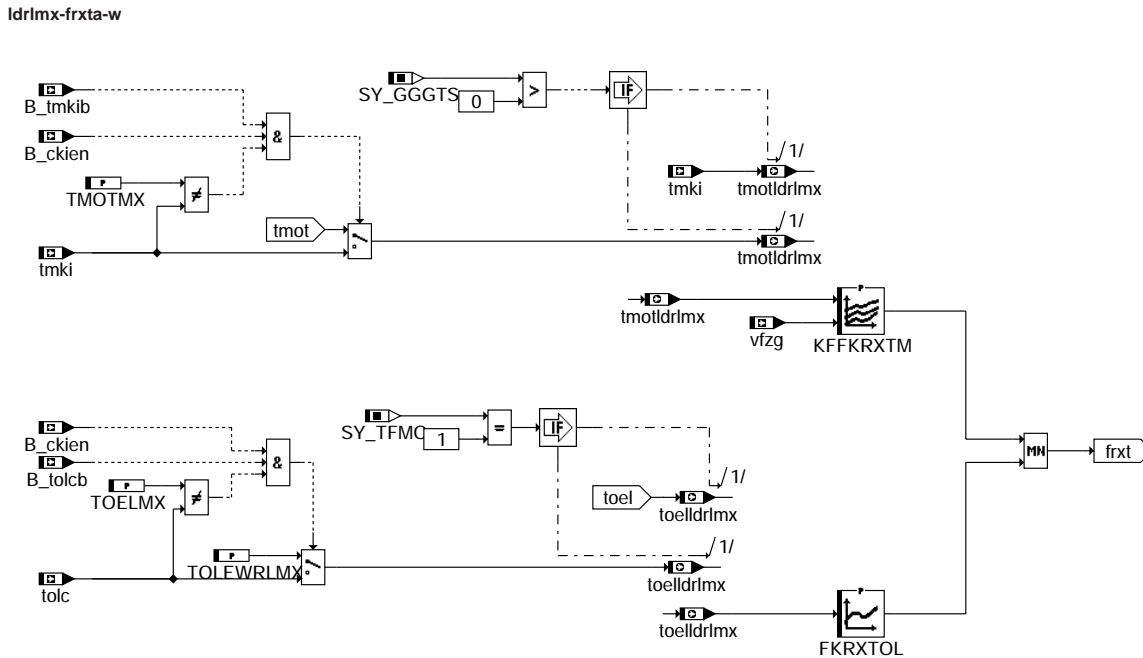 ldrlmx-frxta-w
B_tmkib
B_ckien
TMOTMX
≠
&
tmki
tmot
SY_GGGTS
0
>
IF
/1/
tmki
tmotldrlmx
/1/
tmotldrlmx
tmotldrlmx
vfzg
P
KFFKRXTM
B_ckien
B_tolcb
TOELMX
P
≠
&
P
TOLEWRLMX
tolc
SY_TFMO
1
=
IF
/1/
toel
toelldrlmx
/1/
toelldrlmx
toelldrlmx
P
FKRXTOL
MN
frxt